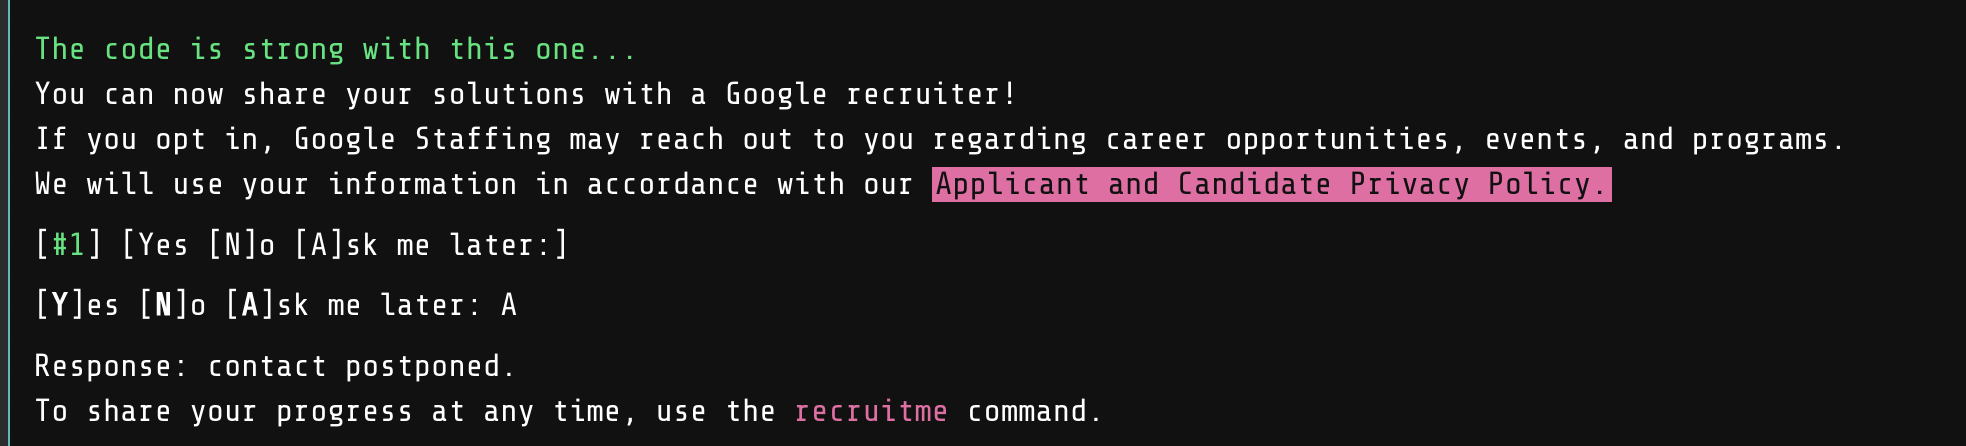 The code is strong with this one...
You can now share your solutions with a Google recruiter!
If you opt in, Google Staffing may reach out to you regarding career opportunities, events, and programs.
We will use your information in accordance with our Applicant and Candidate Privacy Policy.
[#1] [Yes [N]o [A]sk me later:]
[Y]es [N]o [A]sk me later: A
Response: contact postponed.
To share your progress at any time, use the recruitme command.